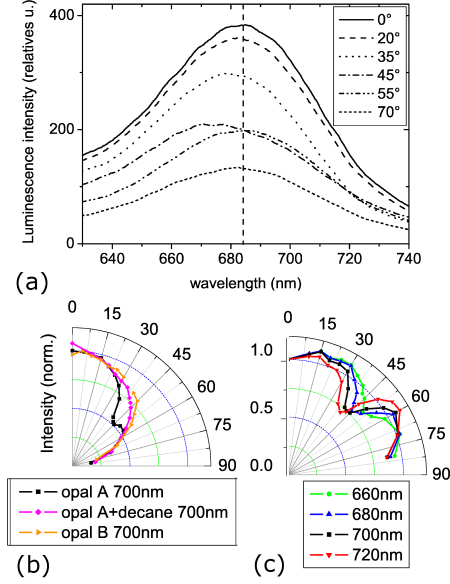 Luminescence intensity (relatives u.)
400
200
0
0°
20°
35°
45°
55°
70°
640
660
680
700
720
740
wavelength (nm)
(a)
Intensity (norm.)
0
15
30
45
60
75
90
opal A 700nm
opal A+decane 700nm
opal B 700nm
(b)
1.0
0.5
0.0
0
15
30
45
60
75
90
660nm
680nm
700nm
720nm
(c)